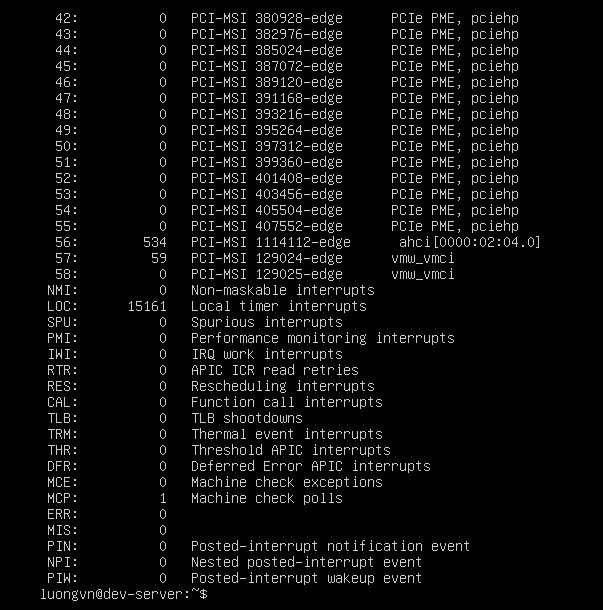 42: 0 PCI-MSI 380928-edge PCIe PME, pciehp
43: 0 PCI-MSI 382976-edge PCIe PME, pciehp
44: 0 PCI-MSI 385024-edge PCIe PME, pciehp
45: 0 PCI-MSI 387072-edge PCIe PME, pciehp
46: 0 PCI-MSI 389120-edge PCIe PME, pciehp
47: 0 PCI-MSI 391168-edge PCIe PME, pciehp
48: 0 PCI-MSI 393216-edge PCIe PME, pciehp
49: 0 PCI-MSI 395264-edge PCIe PME, pciehp
50: 0 PCI-MSI 397312-edge PCIe PME, pciehp
51: 0 PCI-MSI 399360-edge PCIe PME, pciehp
52: 0 PCI-MSI 401408-edge PCIe PME, pciehp
53: 0 PCI-MSI 403456-edge PCIe PME, pciehp
54: 0 PCI-MSI 405504-edge PCIe PME, pciehp
55: 0 PCI-MSI 407552-edge PCIe PME, pciehp
56: 534 PCI-MSI 1114112-edge ahci[0000:02:04.0]
57: 59 PCI-MSI 129024-edge vmw_vmci
58: 0 PCI-MSI 129025-edge vmw_vmci
NMI: 0 Non-maskable interrupts
LOC: 15161 Local timer interrupts
SPU: 0 Spurious interrupts
PMI: 0 Performance monitoring interrupts
IWI: 0 IRQ work interrupts
RTR: 0 APIC ICR read retries
RES: 0 Rescheduling interrupts
CAL: 0 Function call interrupts
TLB: 0 TLB shootdowns
TRM: 0 Thermal event interrupts
THR: 0 Threshold APIC interrupts
DFR: 0 Deferred Error APIC interrupts
MCE: 0 Machine check exceptions
MCP: 1 Machine check polls
ERR: 0
MIS: 0
PIN: 0 Posted-interrupt notification event
NPI: 0 Nested posted-interrupt event
PIW: 0 Posted-interrupt wakeup event
luongvn@dev-server:~$